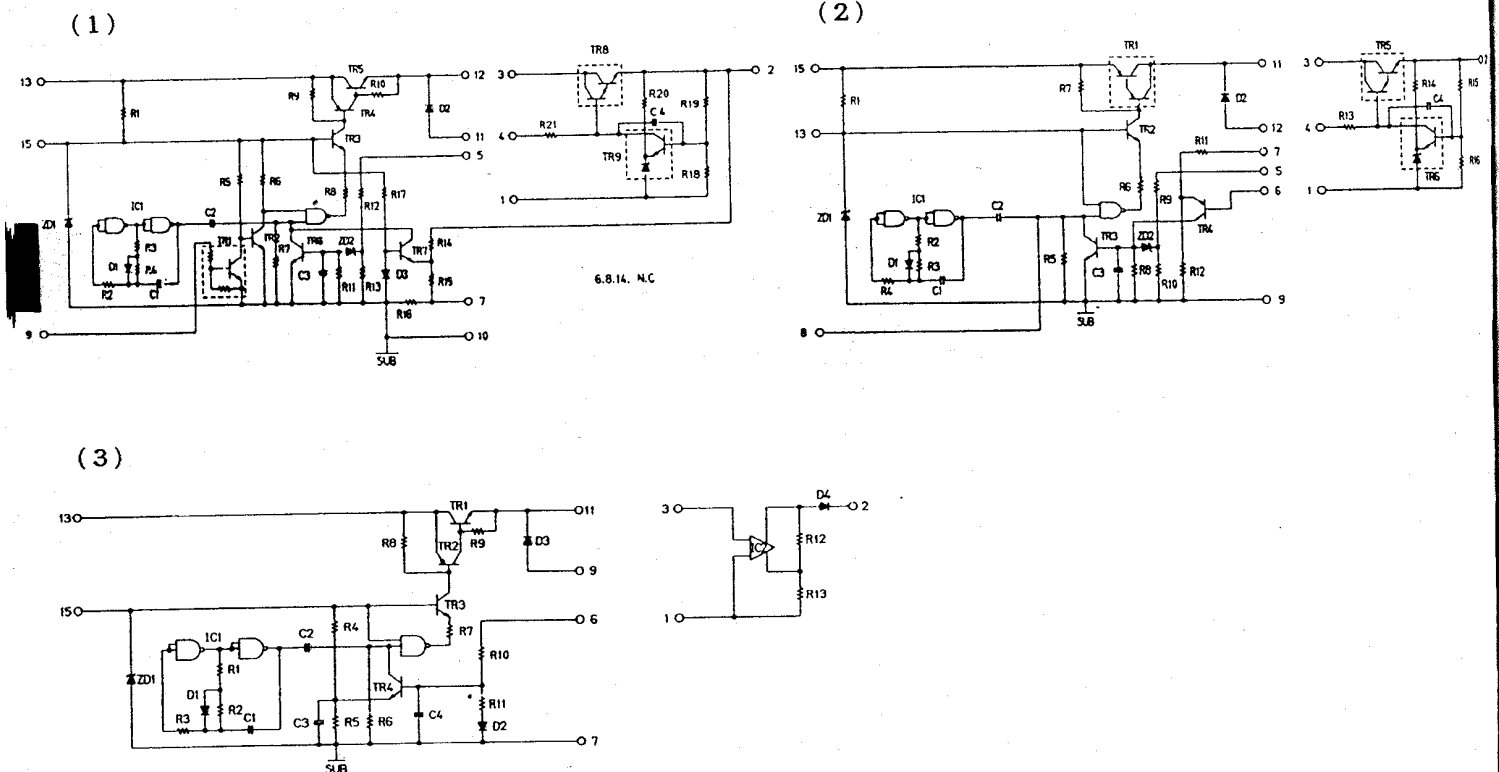 (1)
13
TR5
R10
12
R9
TR4
R1
D2
15
TR3
11
5
R5
R6
R8
R12
R17
ZD1
IC1
C2
R3
D1
R4
R2
C1
TR2
R7
TR6
ZD2
TR7
R14
C3
R11
R13
D3
R15
R16
7
9
10
SUB
TR8
3
2
R20
R19
C4
4
R21
TR9
R18
1
6.8.14. N.C
(2)
15
TR1
11
R7
R1
D2
13
TR2
12
R11
7
5
R6
R9
6
ZD1
IC1
C2
R2
D1
R3
R4
C1
R5
TR3
ZD2
TR4
C3
R8
R10
R12
9
SUB
8
TR5
3
R14
R15
C4
4
R13
R16
TR6
1
(3)
13
TR1
11
R8
R9
TR2
D3
9
15
TR3
6
R4
R7
IC1
C2
R10
R1
ZD1
D1
R2
R3
C1
TR4
R11
C3
R5
R6
C4
D2
7
SUB
3
D4
2
IC2
R12
R13
1